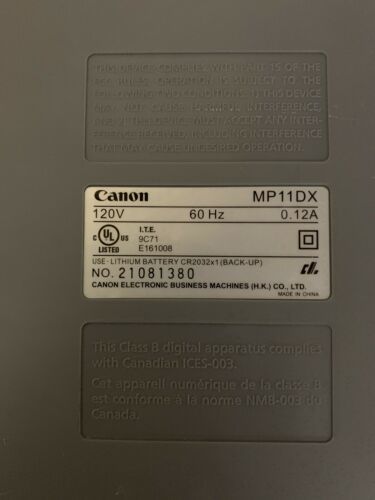 THIS DEVICE COMPLIES WITH PART 15 OF THE
FCC RULES. OPERATION IS SUBJECT TO THE
FOLLOWING TWO CONDITIONS: (1) THIS DEVICE
MAY NOT CAUSE HARMFUL INTERFERENCE,
AND (2) THIS DEVICE MUST ACCEPT ANY INTER-
FERENCE RECEIVED, INCLUDING INTERFERENCE
THAT MAY CAUSE UNDESIRED OPERATION.
Canon MP11DX
120V 60 Hz 0.12A
C UL US LISTED
I.T.E.
9C71
E161008
USE-LITHIUM BATTERY CR2032x1 (BACK-UP)
NO. 21081380
CANON ELECTRONIC BUSINESS MACHINES (H.K.) CO., LTD.
MADE IN CHINA
This Class B digital apparatus complies
with Canadian ICES-003.
Cet appareil numérique de la classe B
est conforme à la norme NMB-003 du
Canada.